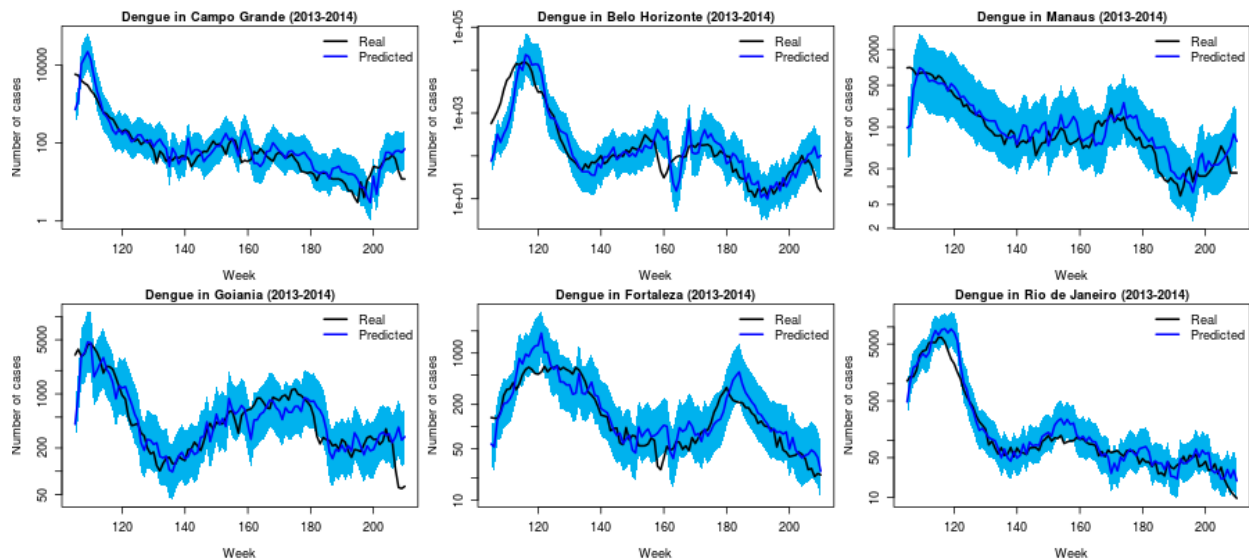 Dengue in Campo Grande (2013-2014)
Number of cases
10000
100
1
Real
Predicted
120 140 160 180 200
Week
Dengue in Belo Horizonte (2013-2014)
Number of cases
1e+05
1e+03
1e+01
Real
Predicted
120 140 160 180 200
Week
Dengue in Manaus (2013-2014)
Number of cases
2000
500
100
20
5
2
Real
Predicted
120 140 160 180 200
Week
Dengue in Goiania (2013-2014)
Number of cases
5000
1000
200
50
Real
Predicted
120 140 160 180 200
Week
Dengue in Fortaleza (2013-2014)
Number of cases
1000
200
50
10
Real
Predicted
120 140 160 180 200
Week
Dengue in Rio de Janeiro (2013-2014)
Number of cases
5000
500
50
10
Real
Predicted
120 140 160 180 200
Week